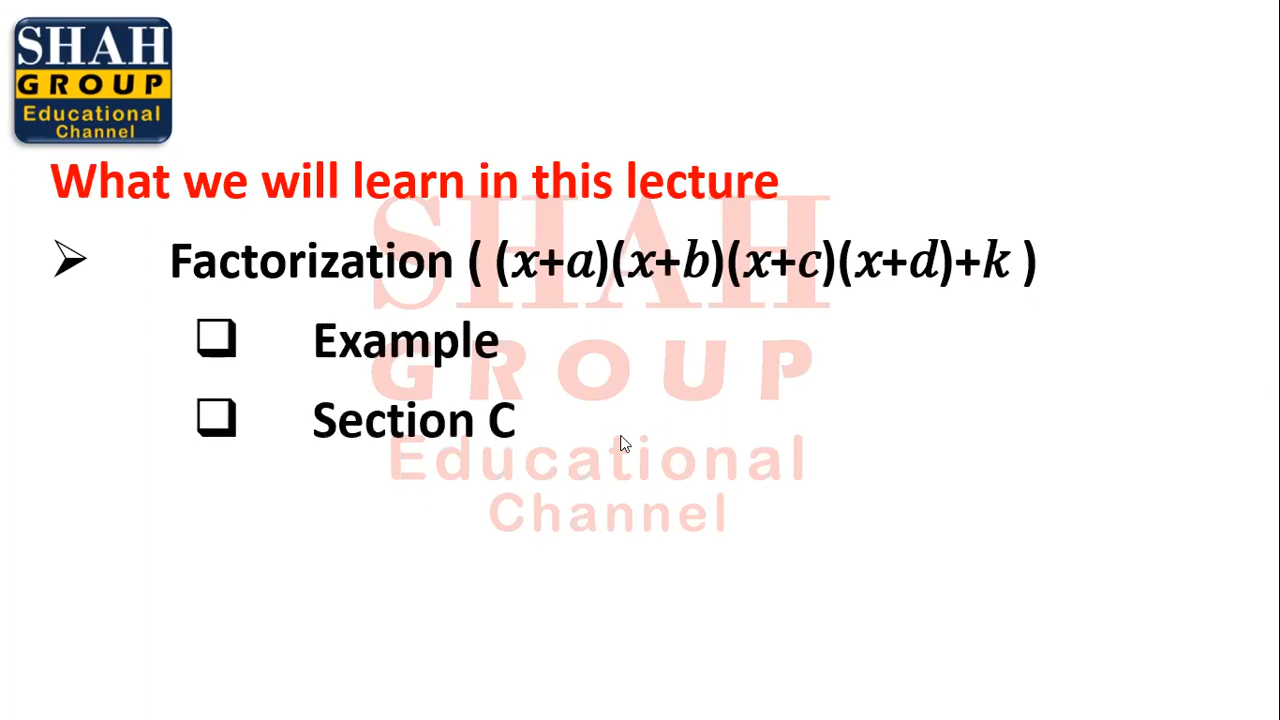 SHAH
GROUP
Educational
Channel
What we will learn in this lecture
Factorization ( (x+a)(x+b)(x+c)(x+d)+k )
Example
Section C
SHAH
GROUP
Educational
Channel